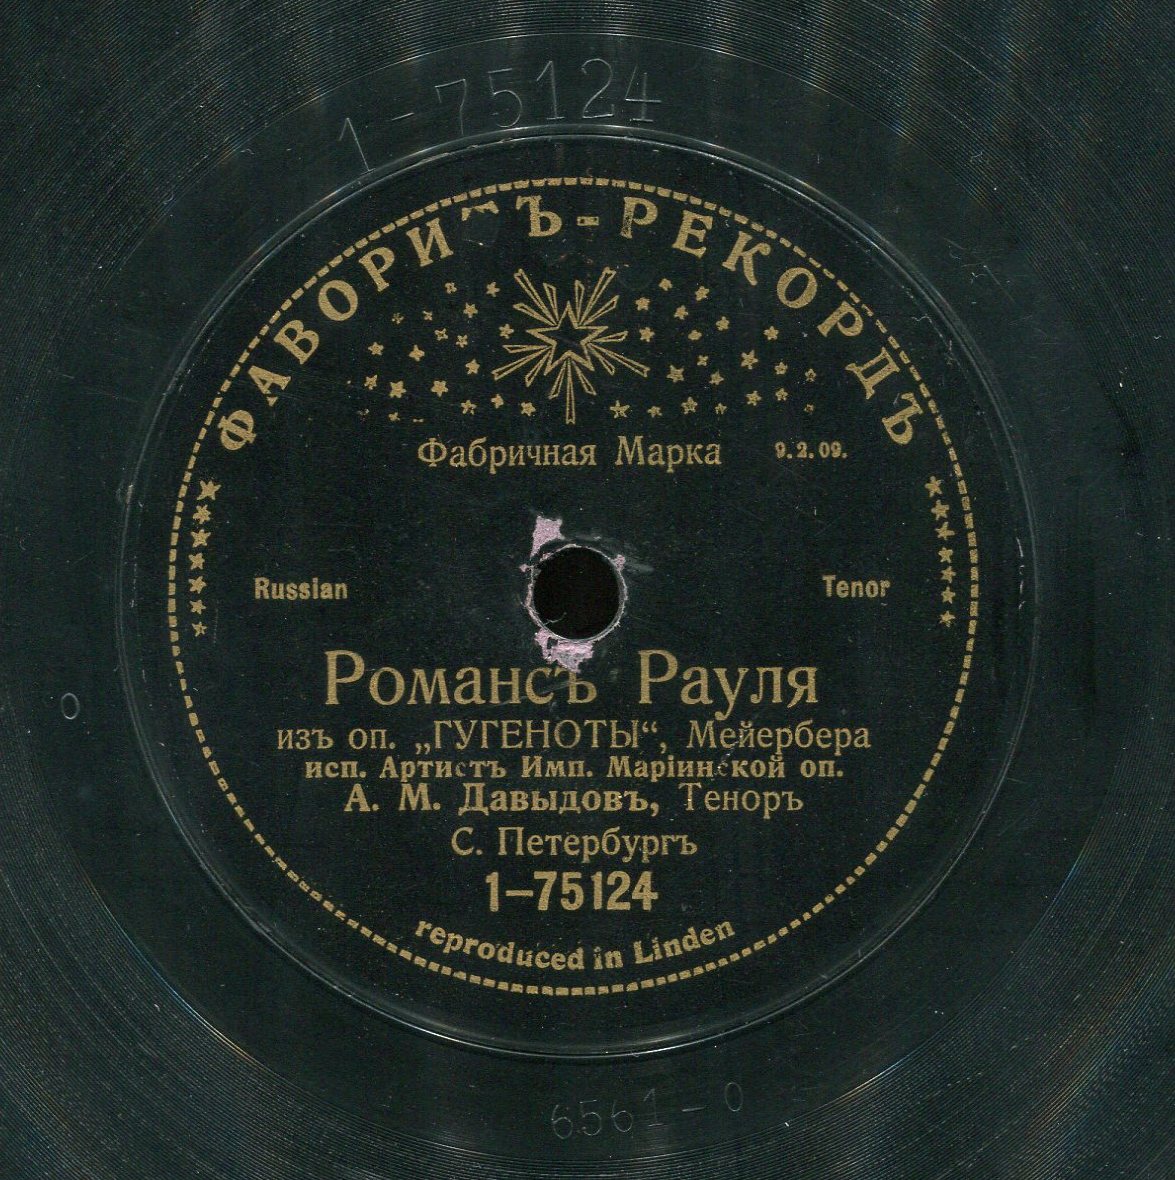 1-75124
ФАВОРИТЪ-РЕКОРДЪ
Фабричная Марка 9.2.09.
Russian Tenor
Романсъ Рауля
изъ оп. „ГУГЕНОТЫ“, Мейербера
исп. Артистъ Имп. Маріинской оп.
А. М. Давыдовъ, Теноръ
С. Петербургъ
1–75124
reproduced in Linden
0
6561-0